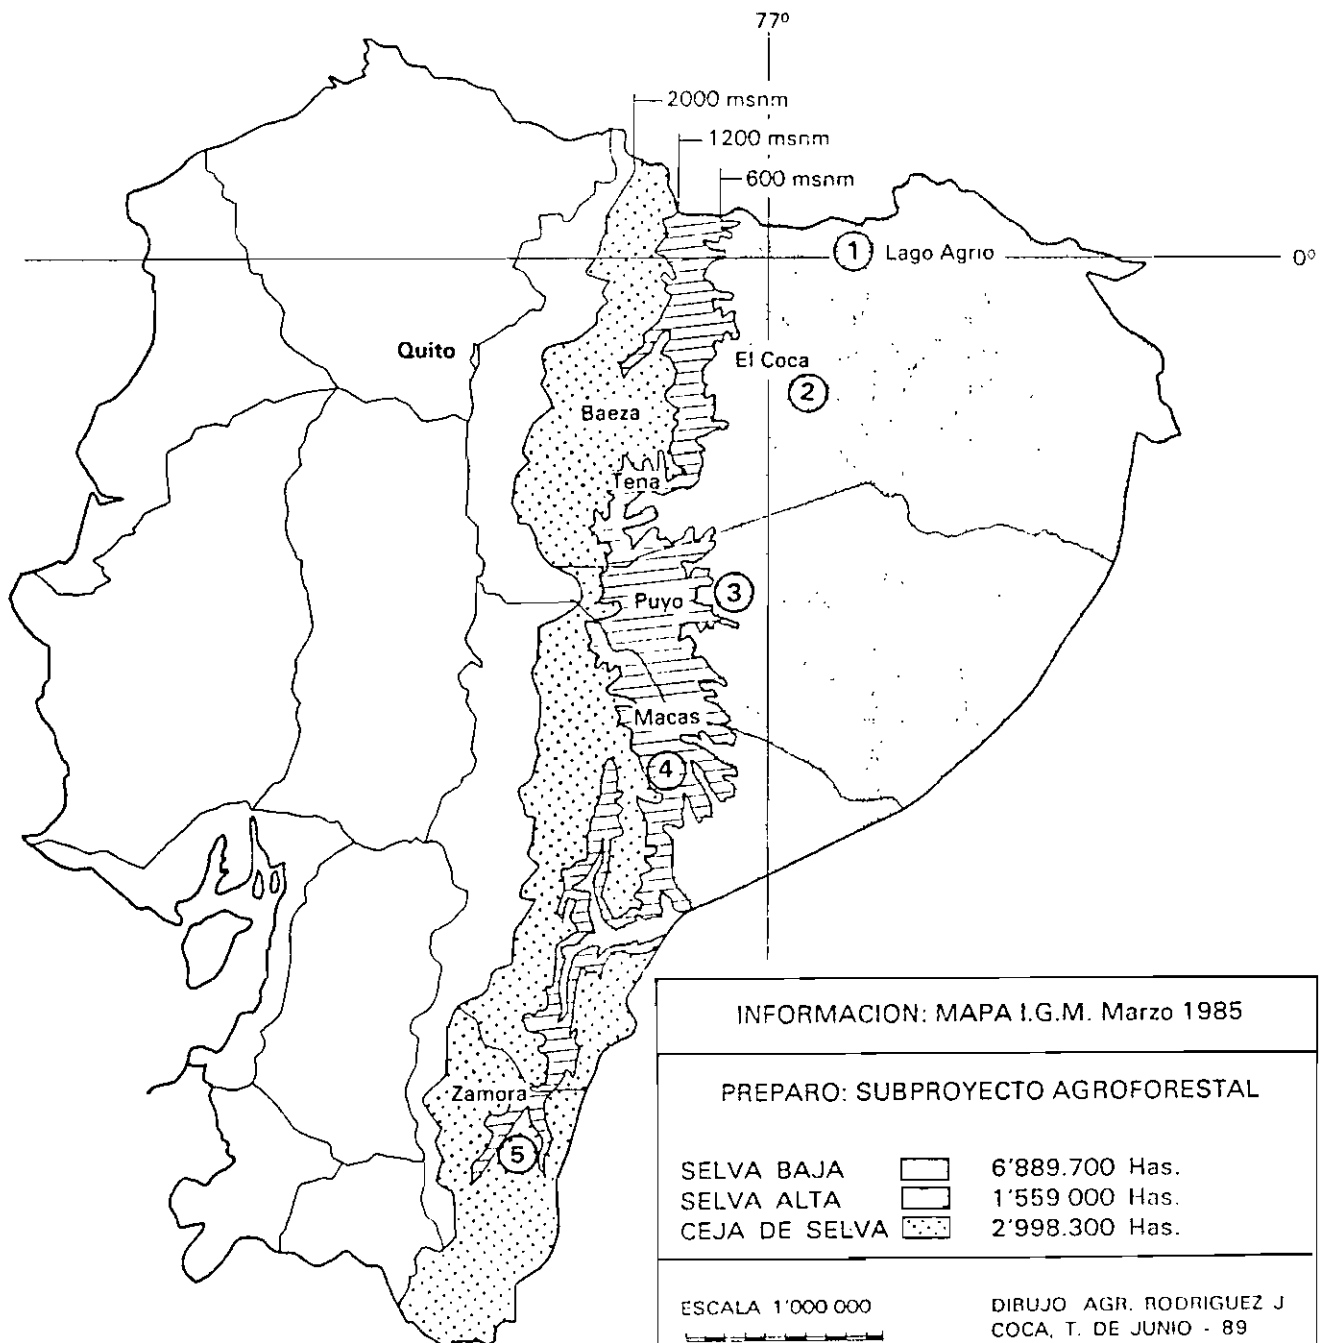 77º
2000 msnm
1200 msnm
600 msnm
1 Lago Agrio
0º
Quito
El Coca
2
Baeza
Tena
Puyo
3
Macas
4
Zamora
5
INFORMACION: MAPA I.G.M. Marzo 1985
PREPARO: SUBPROYECTO AGROFORESTAL
SELVA BAJA 6'889.700 Has.
SELVA ALTA 1'559 000 Has.
CEJA DE SELVA 2'998.300 Has.
ESCALA 1'000 000
DIBUJO AGR. RODRIGUEZ J
COCA, T. DE JUNIO - 89